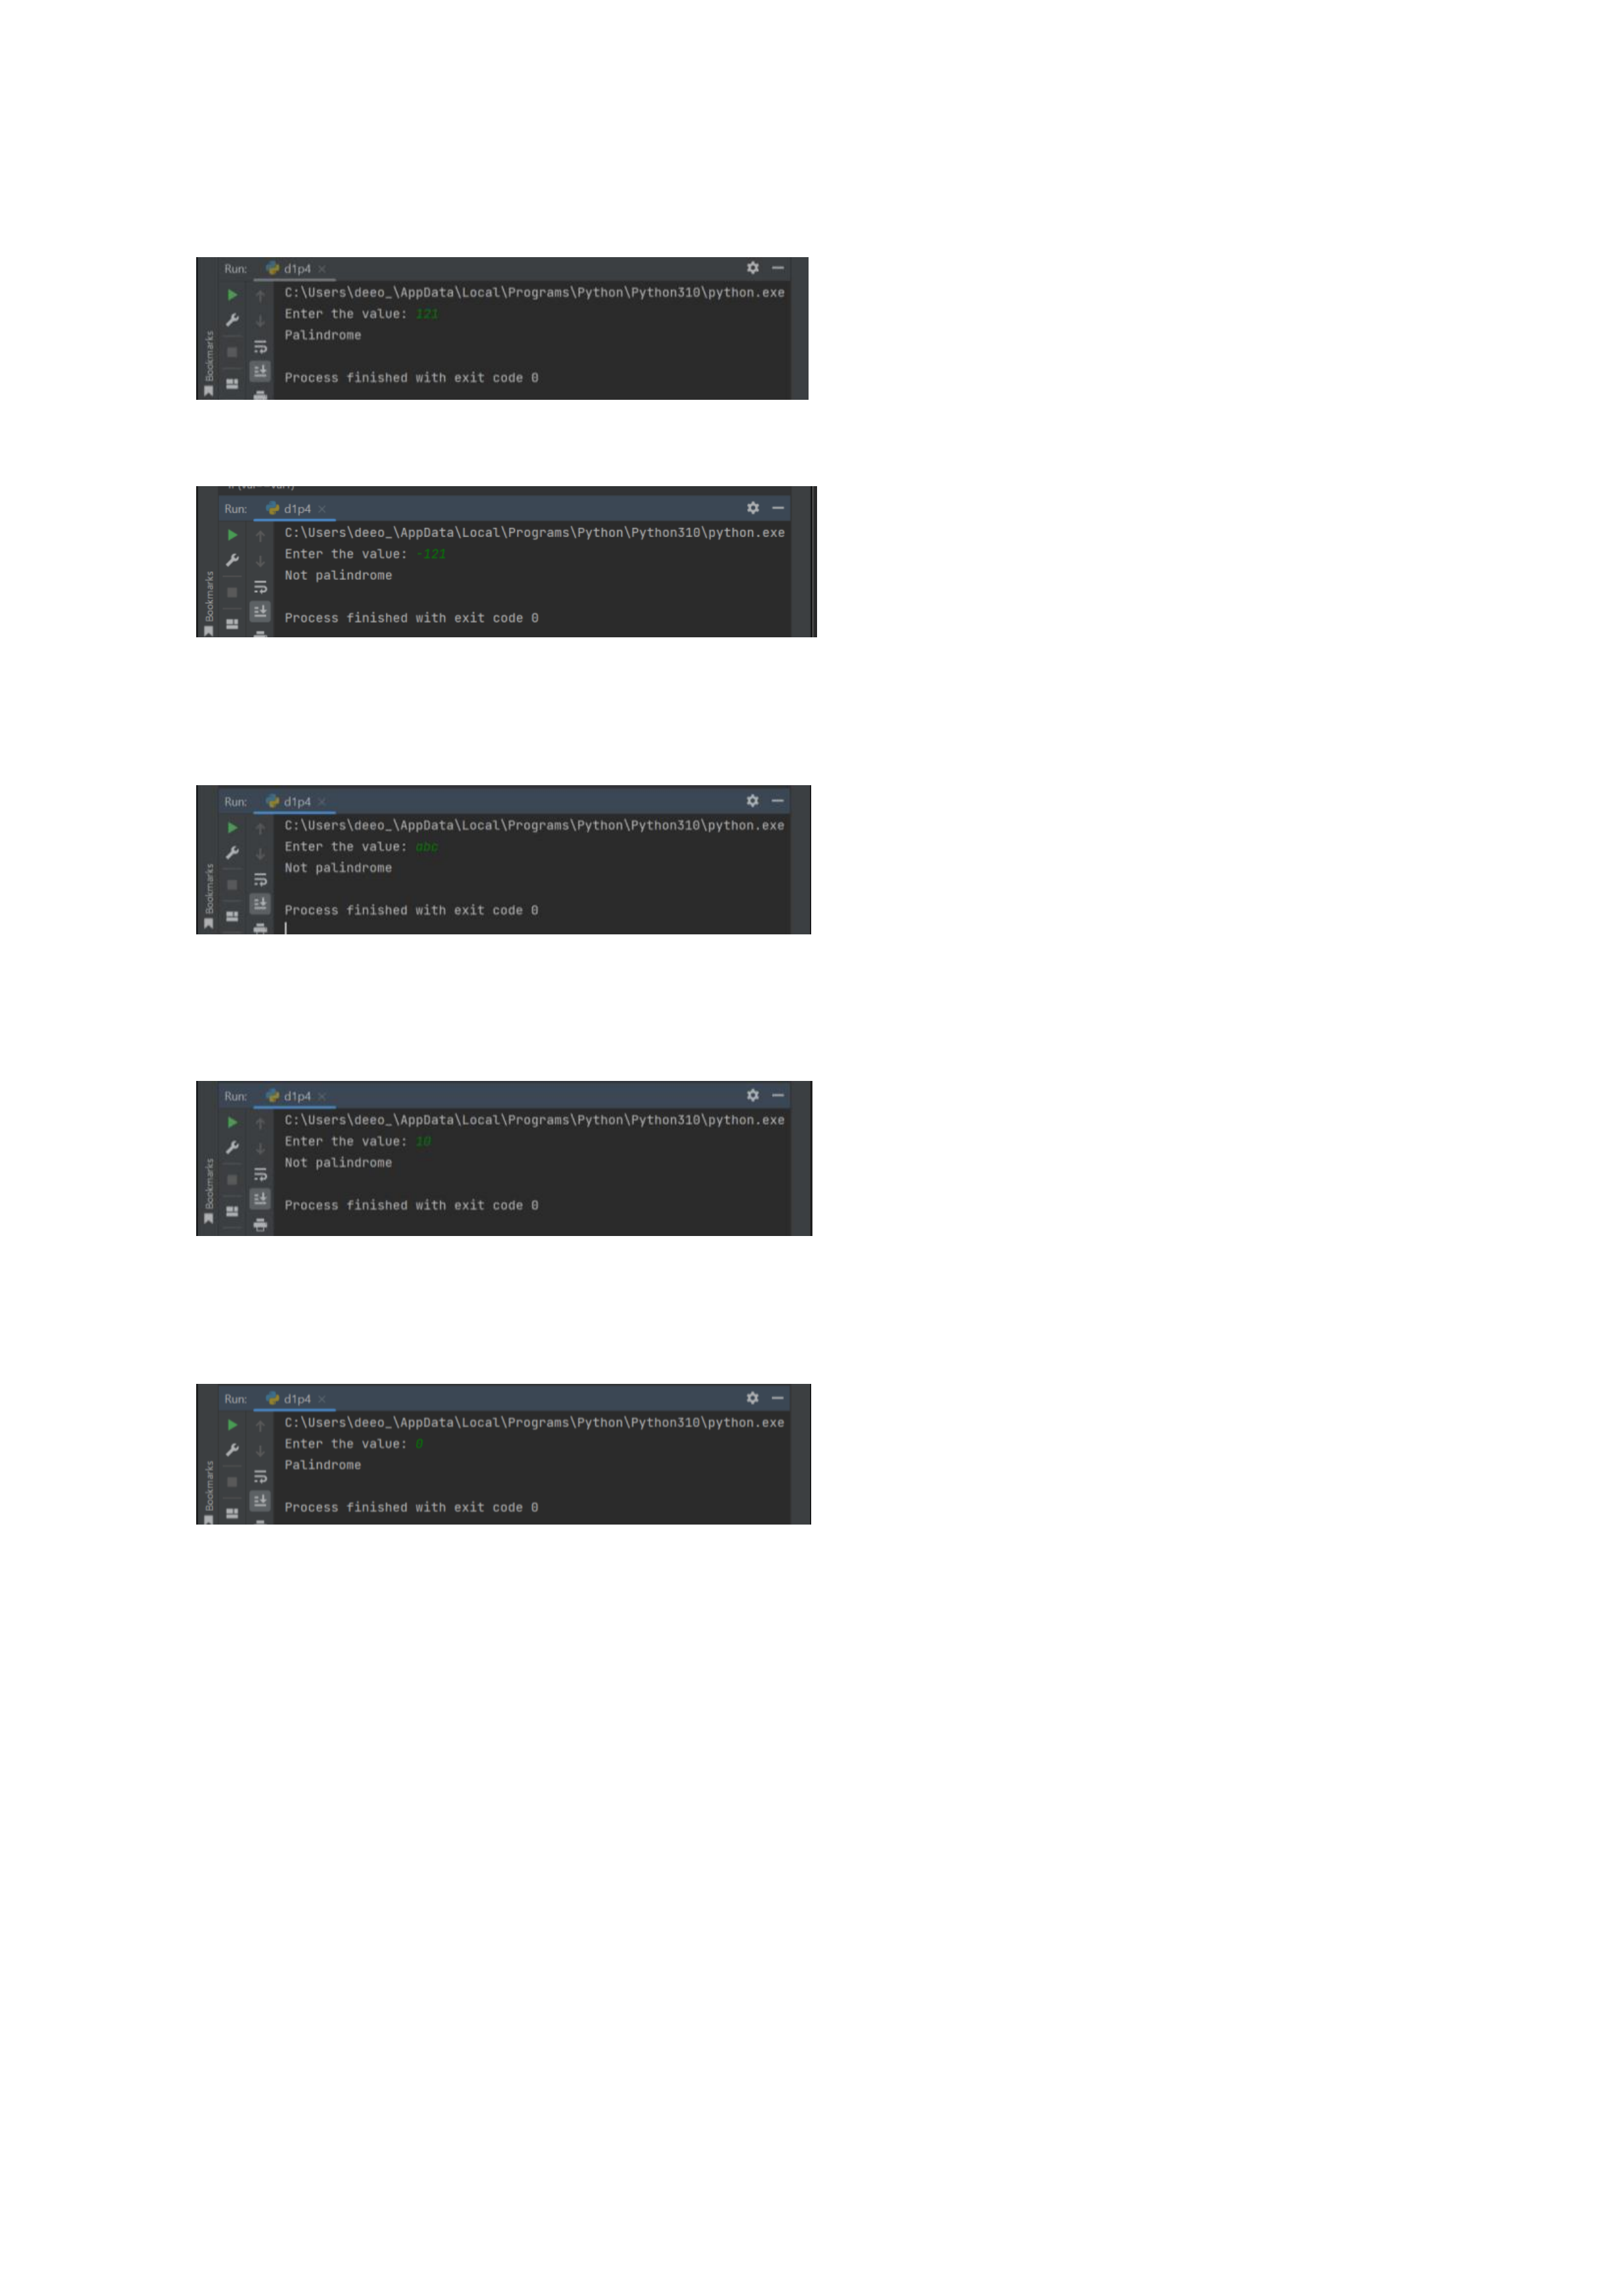 Run: d1p4
C:\Users\deeo_\AppData\Local\Programs\Python\Python310\python.exe
Enter the value: 121
Palindrome
Process finished with exit code 0
Bookmarks
Run: d1p4
C:\Users\deeo_\AppData\Local\Programs\Python\Python310\python.exe
Enter the value: -121
Not palindrome
Process finished with exit code 0
Bookmarks
Run: d1p4
C:\Users\deeo_\AppData\Local\Programs\Python\Python310\python.exe
Enter the value: abc
Not palindrome
Process finished with exit code 0
Bookmarks
Run: d1p4
C:\Users\deeo_\AppData\Local\Programs\Python\Python310\python.exe
Enter the value: 10
Not palindrome
Process finished with exit code 0
Bookmarks
Run: d1p4
C:\Users\deeo_\AppData\Local\Programs\Python\Python310\python.exe
Enter the value: 0
Palindrome
Process finished with exit code 0
Bookmarks